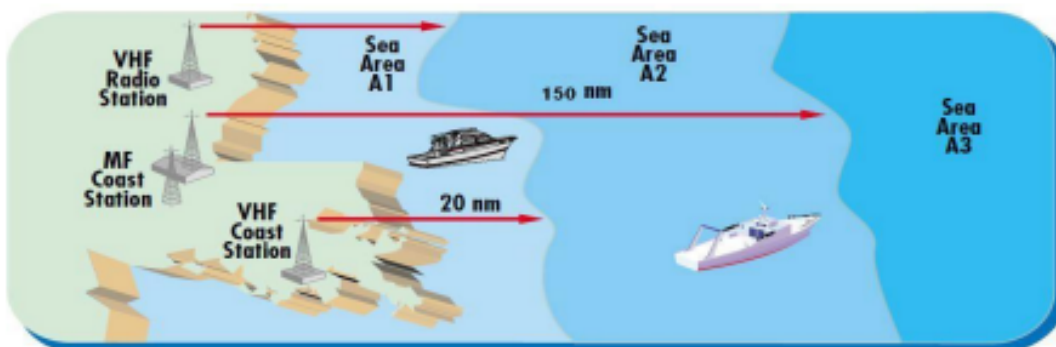 VHF
Radio
Station
Sea
Area
A1
Sea
Area
A2
150 nm
Sea
Area
A3
MF
Coast
Station
VHF
Coast
Station
20 nm